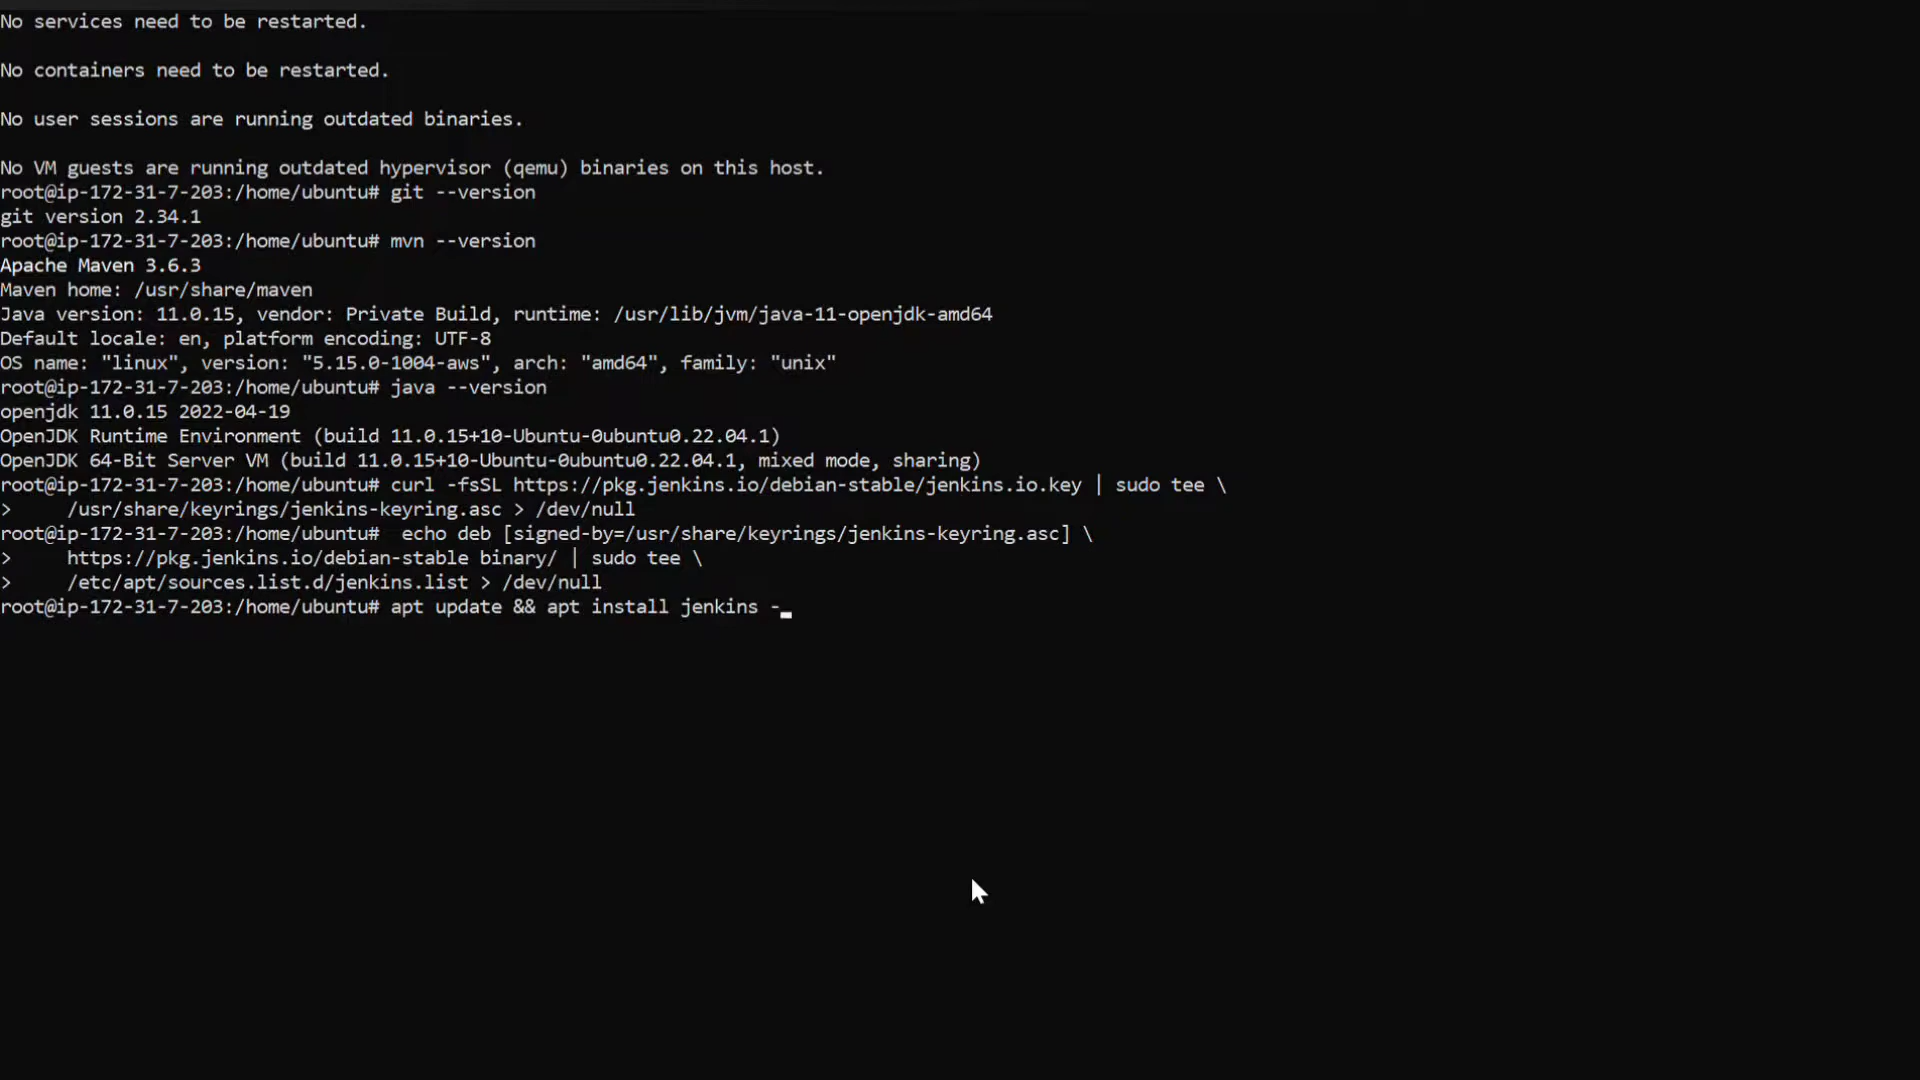 No services need to be restarted.
No containers need to be restarted.
No user sessions are running outdated binaries.
No VM guests are running outdated hypervisor (qemu) binaries on this host.
root@ip-172-31-7-203:/home/ubuntu# git --version
git version 2.34.1
root@ip-172-31-7-203:/home/ubuntu# mvn --version
Apache Maven 3.6.3
Maven home: /usr/share/maven
Java version: 11.0.15, vendor: Private Build, runtime: /usr/lib/jvm/java-11-openjdk-amd64
Default locale: en, platform encoding: UTF-8
OS name: "linux", version: "5.15.0-1004-aws", arch: "amd64", family: "unix"
root@ip-172-31-7-203:/home/ubuntu# java --version
openjdk 11.0.15 2022-04-19
OpenJDK Runtime Environment (build 11.0.15+10-Ubuntu-0ubuntu0.22.04.1)
OpenJDK 64-Bit Server VM (build 11.0.15+10-Ubuntu-0ubuntu0.22.04.1, mixed mode, sharing)
root@ip-172-31-7-203:/home/ubuntu# curl -fsSL https://pkg.jenkins.io/debian-stable/jenkins.io.key | sudo tee \
>     /usr/share/keyrings/jenkins-keyring.asc > /dev/null
root@ip-172-31-7-203:/home/ubuntu#  echo deb [signed-by=/usr/share/keyrings/jenkins-keyring.asc] \
>     https://pkg.jenkins.io/debian-stable binary/ | sudo tee \
>     /etc/apt/sources.list.d/jenkins.list > /dev/null
root@ip-172-31-7-203:/home/ubuntu# apt update && apt install jenkins -